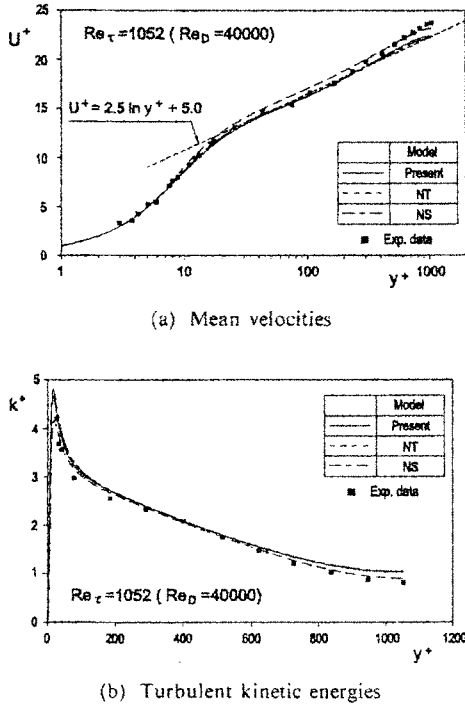 25
U⁺
Re_τ=1052 ( Re_D =40000)
20
15
U⁺= 2.5 ln y⁺+ 5.0
10
5
0
Model
Present
NT
NS
Exp. data
1 10 100 1000
y⁺
(a) Mean velocities
5
k⁺
4
3
2
1
0
Model
Present
NT
NS
Exp. data
Re_τ=1052 ( Re_D =40000)
0 200 400 600 800 1000 1200
y⁺
(b) Turbulent kinetic energies